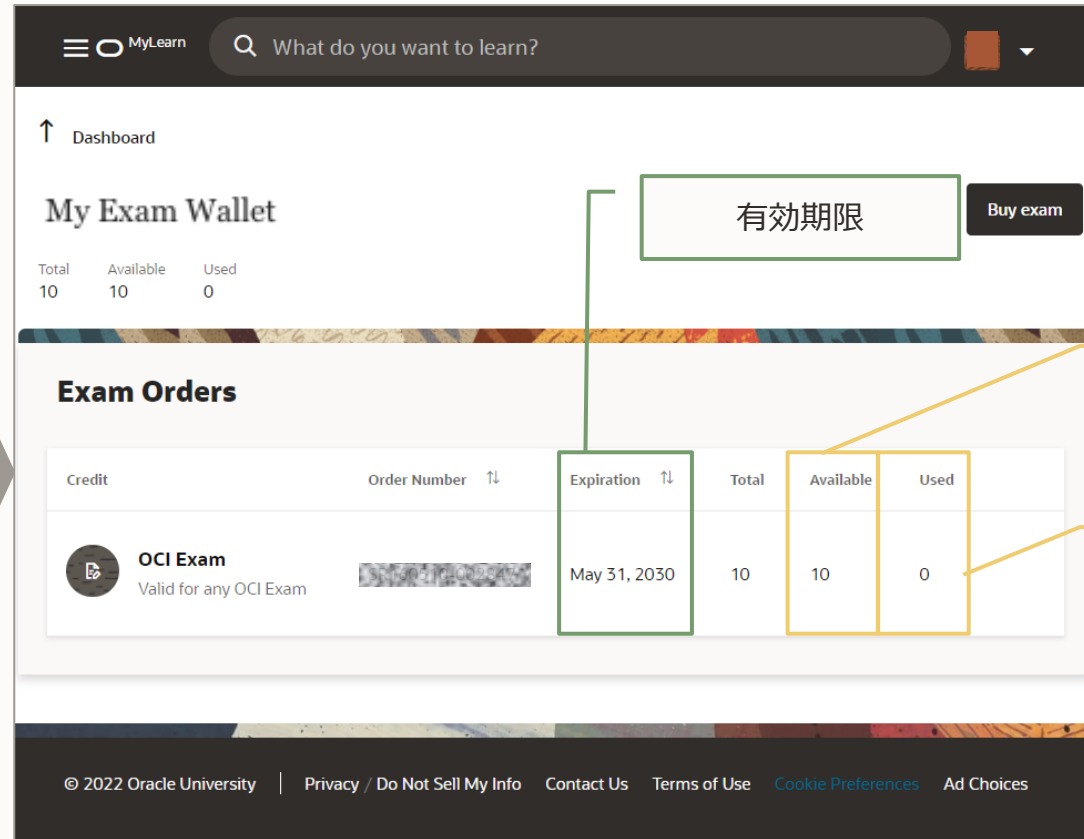 MyLearn
What do you want to learn?
Dashboard
My Exam Wallet
有効期限
Buy exam
Total Available Used
10 10 0
Exam Orders
Credit Order Number Expiration Total Available Used
OCI Exam
Valid for any OCI Exam
May 31, 2030 10 10 0
© 2022 Oracle University | Privacy / Do Not Sell My Info Contact Us Terms of Use Cookie Preferences Ad Choices